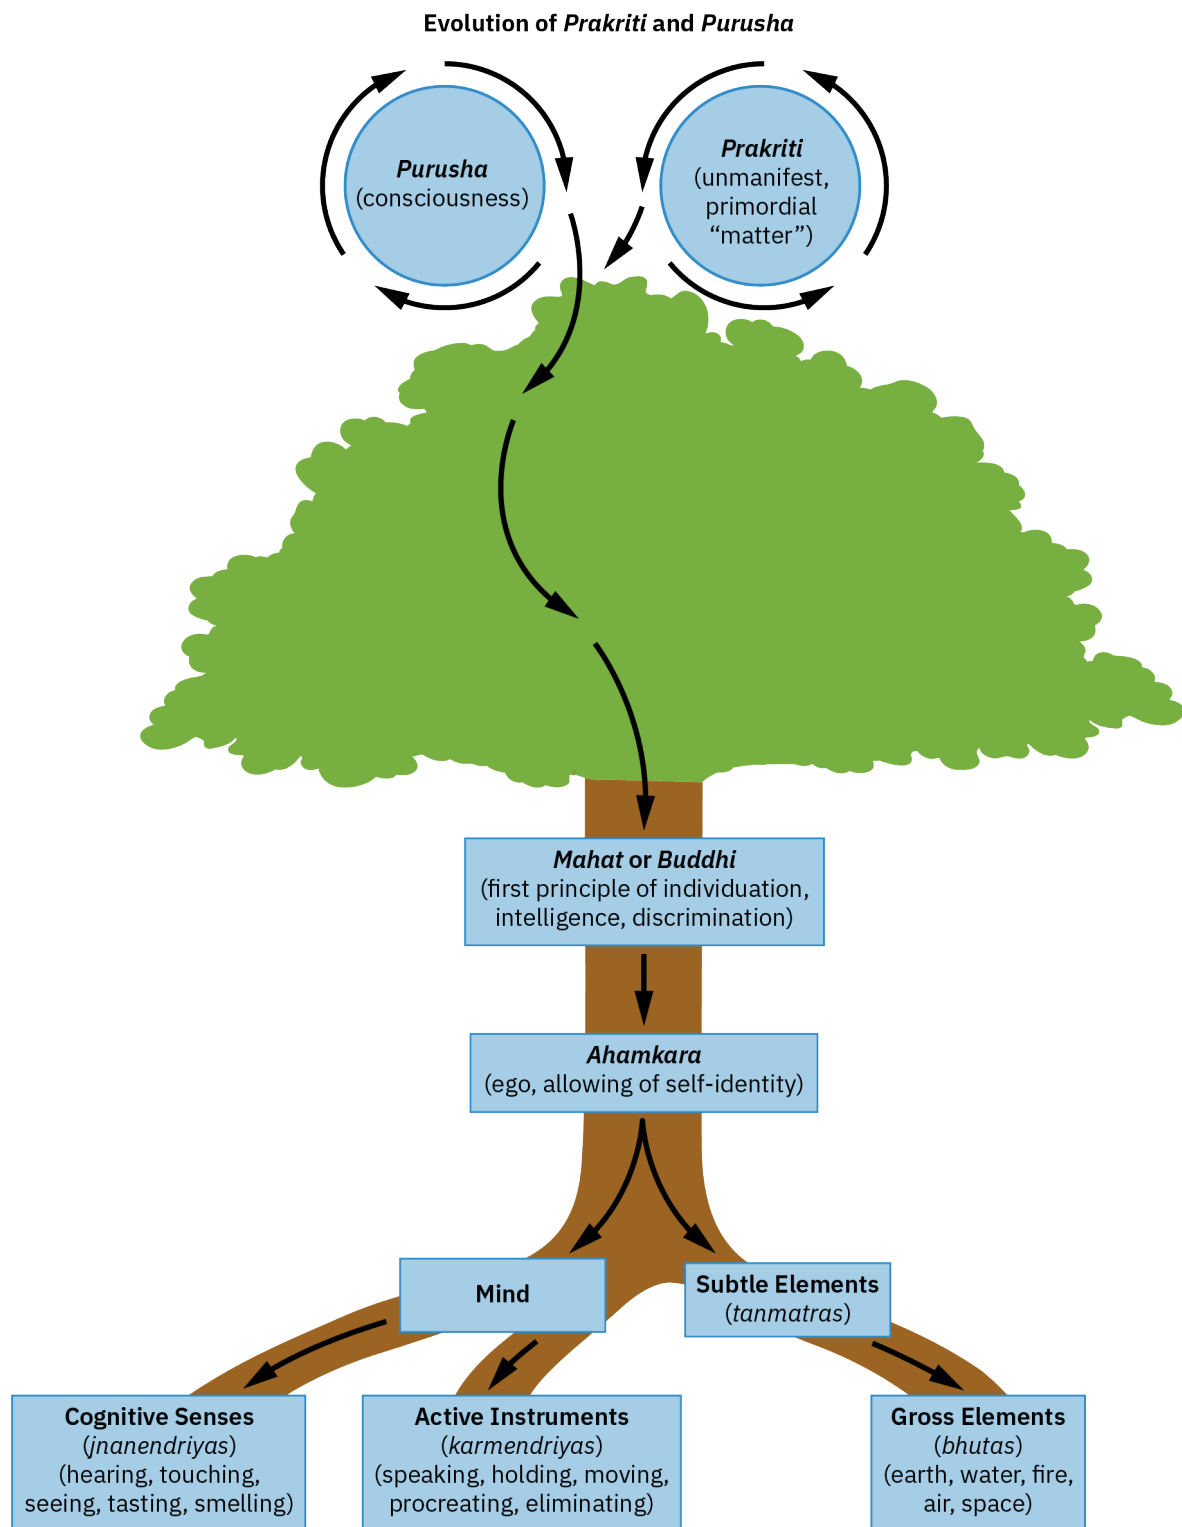 Evolution of Prakriti and Purusha
Purusha
(consciousness)
Prakriti
(unmanifest,
primordial
“matter”)
Mahat or Buddhi
(first principle of individuation,
intelligence, discrimination)
Ahamkara
(ego, allowing of self-identity)
Mind
Subtle Elements
(tanmatras)
Cognitive Senses
(jnanendriyas)
(hearing, touching,
seeing, tasting, smelling)
Active Instruments
(karmendriyas)
(speaking, holding, moving,
procreating, eliminating)
Gross Elements
(bhutas)
(earth, water, fire,
air, space)